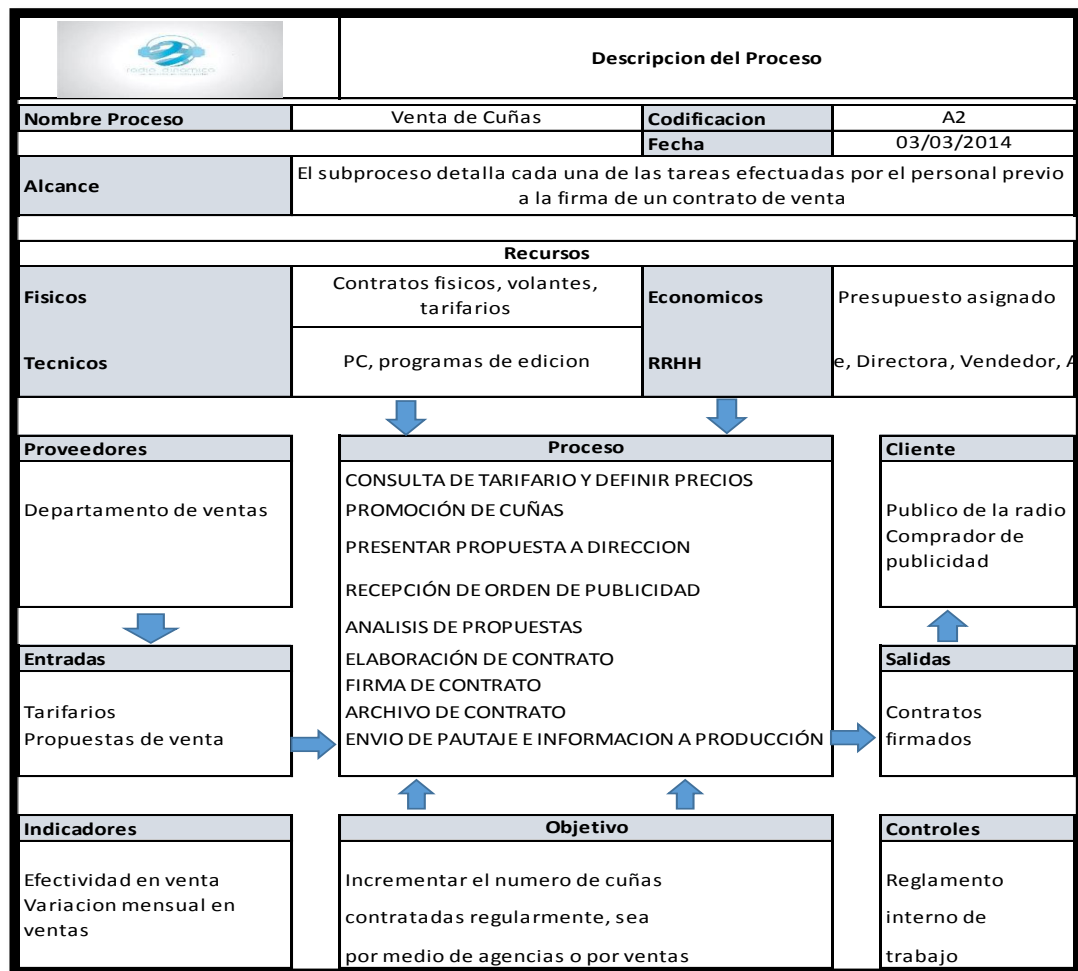 radio dinamica
Descripcion del Proceso
Nombre Proceso
Venta de Cuñas
Codificacion
A2
Fecha
03/03/2014
Alcance
El subproceso detalla cada una de las tareas efectuadas por el personal previo
a la firma de un contrato de venta
Recursos
Fisicos
Contratos fisicos, volantes,
tarifarios
Economicos
Presupuesto asignado
Tecnicos
PC, programas de edicion
RRHH
e, Directora, Vendedor, A
Proveedores
Departamento de ventas
Proceso
CONSULTA DE TARIFARIO Y DEFINIR PRECIOS
PROMOCIÓN DE CUÑAS
PRESENTAR PROPUESTA A DIRECCION
RECEPCIÓN DE ORDEN DE PUBLICIDAD
ANALISIS DE PROPUESTAS
ELABORACIÓN DE CONTRATO
FIRMA DE CONTRATO
ARCHIVO DE CONTRATO
ENVIO DE PAUTAJE E INFORMACION A PRODUCCIÓN
Cliente
Publico de la radio
Comprador de
publicidad
Entradas
Tarifarios
Propuestas de venta
Salidas
Contratos
firmados
Indicadores
Efectividad en venta
Variacion mensual en
ventas
Objetivo
Incrementar el numero de cuñas
contratadas regularmente, sea
por medio de agencias o por ventas
Controles
Reglamento
interno de
trabajo